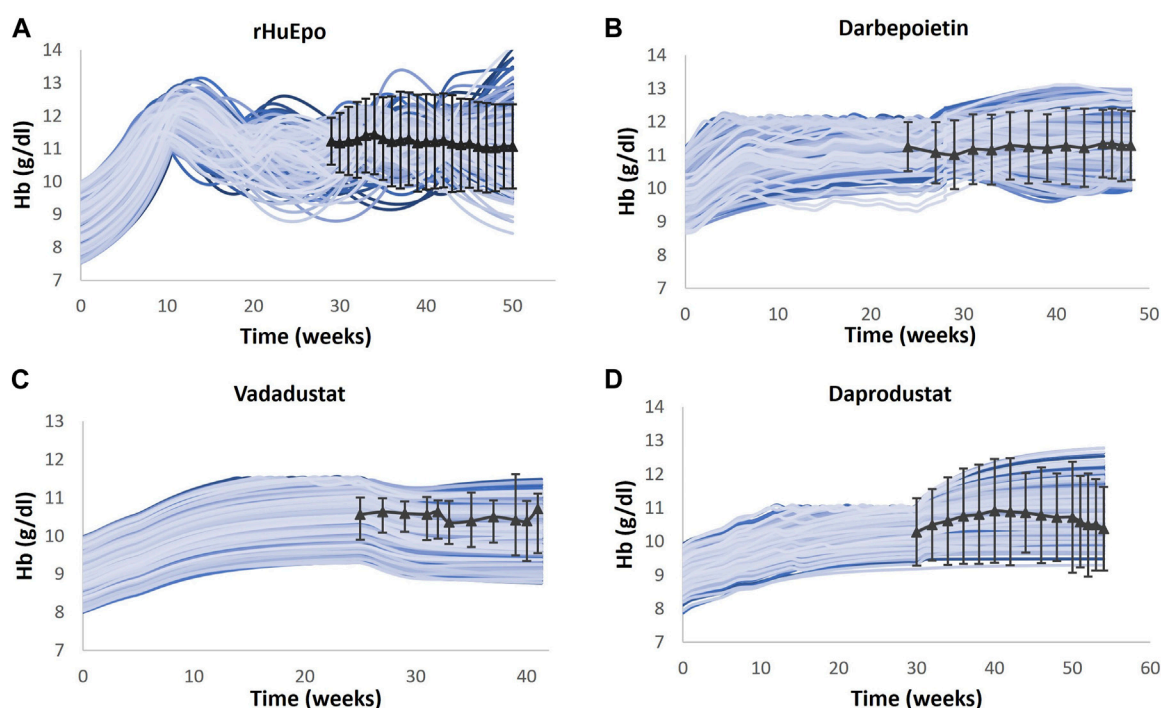 A
rHuEpo
Hb (g/dl)
14
13
12
11
10
9
8
7
0 10 20 30 40 50
Time (weeks)
B
Darbepoietin
Hb (g/dl)
14
13
12
11
10
9
8
7
0 10 20 30 40 50
Time (weeks)
C
Vadadustat
Hb (g/dl)
13
12
11
10
9
8
7
0 10 20 30 40
Time (weeks)
D
Daprodustat
Hb (g/dl)
14
13
12
11
10
9
8
7
0 10 20 30 40 50 60
Time (weeks)